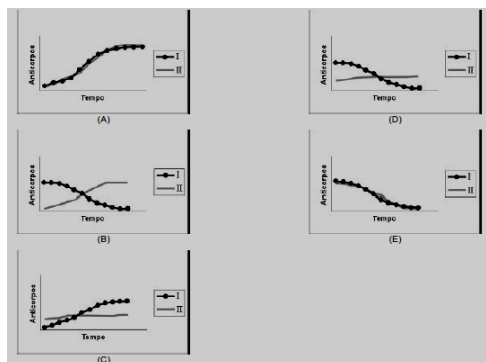 Anticorpos
I
II
Tempo
(A)
Anticorpos
I
II
Tempo
(B)
Anticorpos
I
II
Tempo
(C)
Anticorpos
I
II
Tempo
(D)
Anticorpos
I
II
Tempo
(E)